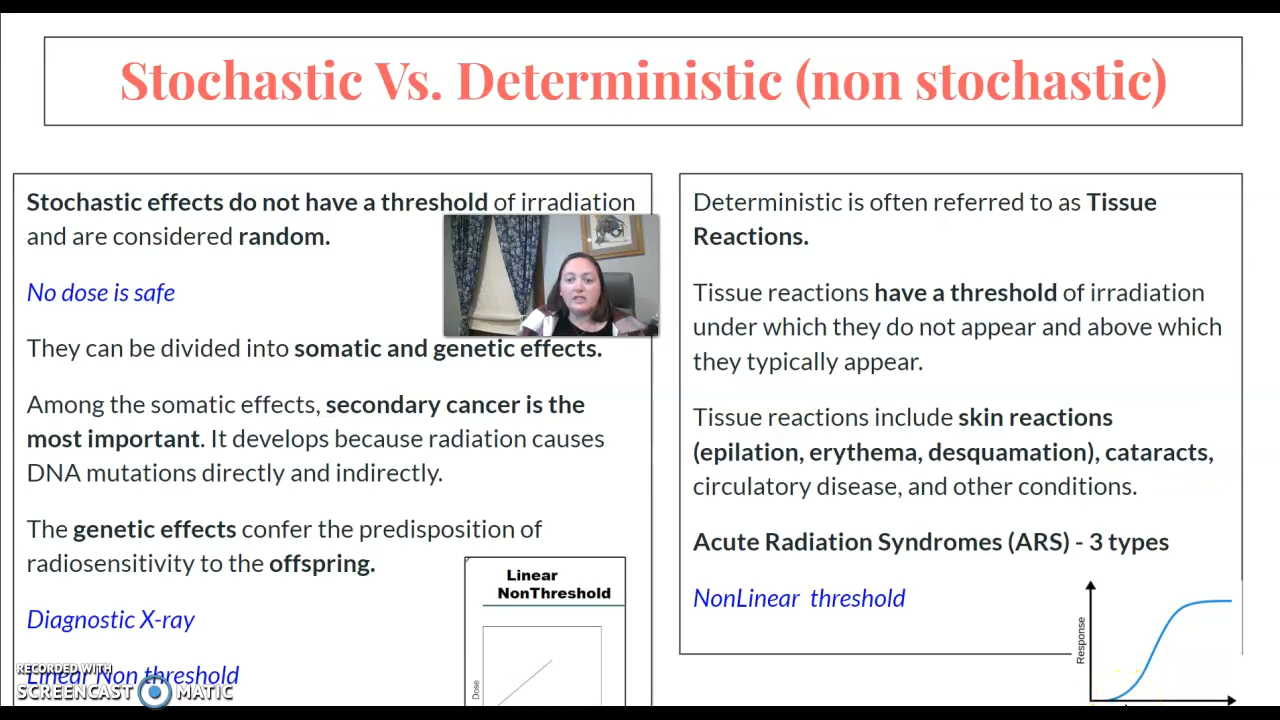 Stochastic Vs. Deterministic (non stochastic)
Stochastic effects do not have a threshold of irradiation
and are considered random.
No dose is safe
They can be divided into somatic and genetic effects.
Among the somatic effects, secondary cancer is the
most important. It develops because radiation causes
DNA mutations directly and indirectly.
The genetic effects confer the predisposition of
radiosensitivity to the offspring.
Diagnostic X-ray
Linear Non threshold
Linear
NonThreshold
Dose
Deterministic is often referred to as Tissue
Reactions.
Tissue reactions have a threshold of irradiation
under which they do not appear and above which
they typically appear.
Tissue reactions include skin reactions
(epilation, erythema, desquamation), cataracts,
circulatory disease, and other conditions.
Acute Radiation Syndromes (ARS) - 3 types
NonLinear threshold
Response
RECORDED WITH
SCREENCAST MATIC